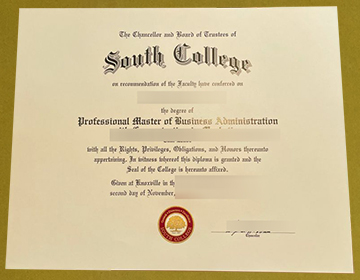 The Chancellor and Board of Trustees of
South College
on recommendation of the Faculty have conferred on
the degree of
Professional Master of Business Administration
with all the Rights, Privileges, Obligations, and Honors thereunto
appertaining. In witness whereof this diploma is granted and the
Seal of the College is hereunto affixed.
Given at Knoxville in th
second day of November,
SOUTH COLLEGE